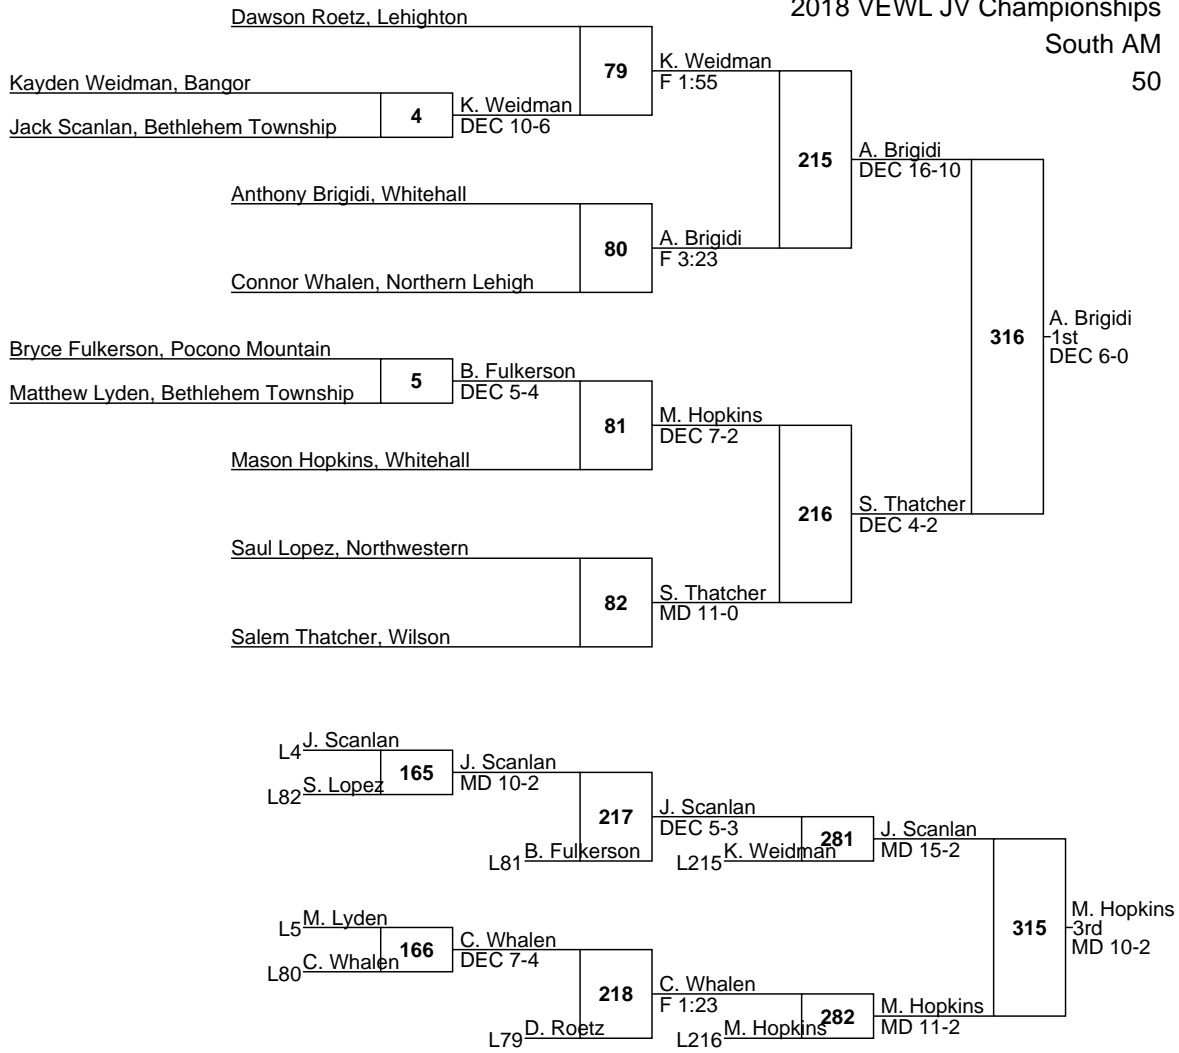 2018 VEWL JV Championships
South AM
50
Dawson Roetz, Lehighton
79
K. Weidman
F 1:55
Kayden Weidman, Bangor
4
K. Weidman
DEC 10-6
Jack Scanlan, Bethlehem Township
215
A. Brigidi
DEC 16-10
Anthony Brigidi, Whitehall
80
A. Brigidi
F 3:23
Connor Whalen, Northern Lehigh
316
A. Brigidi
1st
DEC 6-0
Bryce Fulkerson, Pocono Mountain
5
B. Fulkerson
DEC 5-4
Matthew Lyden, Bethlehem Township
81
M. Hopkins
DEC 7-2
Mason Hopkins, Whitehall
216
S. Thatcher
DEC 4-2
Saul Lopez, Northwestern
82
S. Thatcher
MD 11-0
Salem Thatcher, Wilson
L4 J. Scanlan
165
J. Scanlan
MD 10-2
L82 S. Lopez
217
J. Scanlan
DEC 5-3
L81 B. Fulkerson
L215 K. Weidman
281
J. Scanlan
MD 15-2
315
M. Hopkins
3rd
MD 10-2
L5 M. Lyden
166
C. Whalen
DEC 7-4
L80 C. Whalen
218
C. Whalen
F 1:23
L79 D. Roetz
L216 M. Hopkins
282
M. Hopkins
MD 11-2